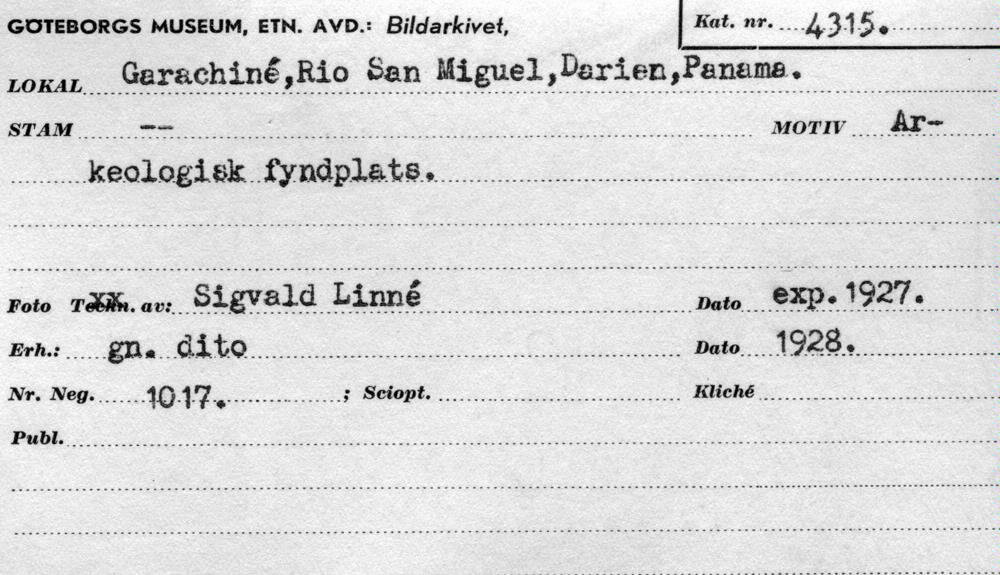 GÖTEBORGS MUSEUM, ETN. AVD.: Bildarkivet, Kat. nr. 4315.
LOKAL Garachiné,Rio San Miguel,Darien,Panama.
STAM -- MOTIV Ar-
keologisk fyndplats.
Foto Teckn. av: Sigvald Linné Dato exp.1927.
Erh.: gn. dito Dato 1928.
Nr. Neg. 1017. ; Sciopt. Kliché
Publ.